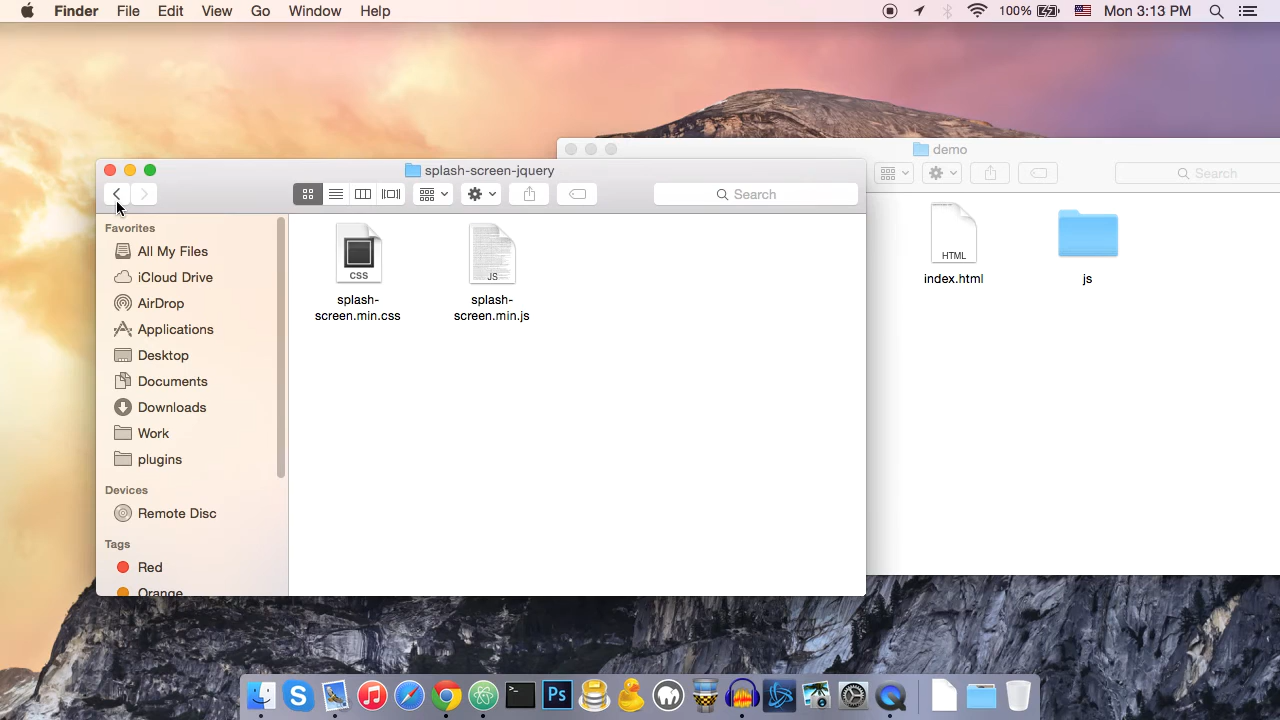 Finder File Edit View Go Window Help 100% Mon 3:13 PM
demo
Search
index.html
HTML
js
splash-screen-jquery
Search
Favorites
All My Files
iCloud Drive
AirDrop
Applications
Desktop
Documents
Downloads
Work
plugins
Devices
Remote Disc
Tags
Red
Orange
CSS
splash-
screen.min.css
JS
splash-
screen.min.js
Ps